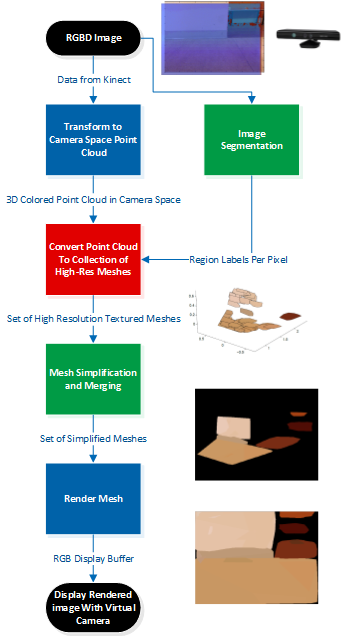 RGBD Image
Data from Kinect
Transform to
Camera Space Point
Cloud
Image
Segmentation
3D Colored Point Cloud in Camera Space
Convert Point Cloud
To Collection of
High-Res Meshes
Region Labels Per Pixel
Set of High Resolution Textured Meshes
Mesh Simplification
and Merging
Set of Simplified Meshes
Render Mesh
RGB Display Buffer
Display Rendered
image With Virtual
Camera